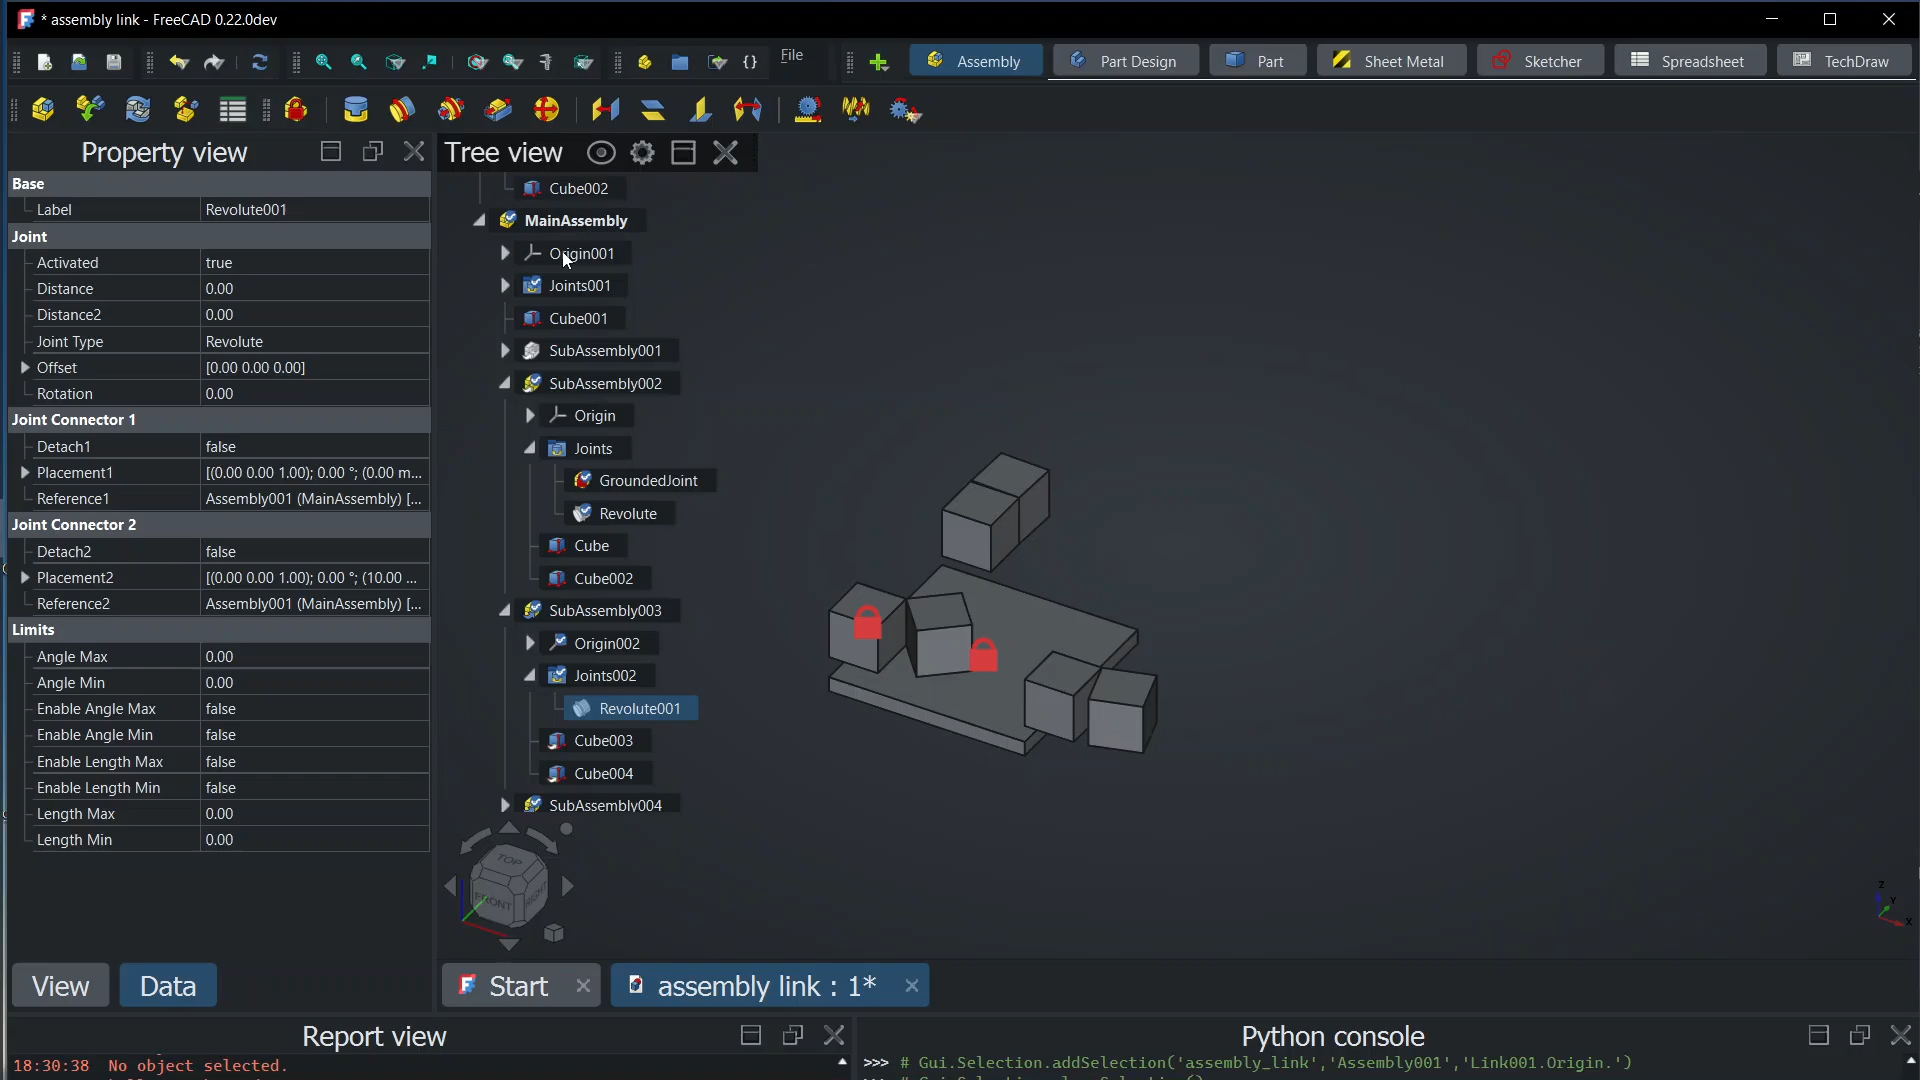 * assembly link - FreeCAD 0.22.0dev
File
Assembly
Part Design
Part
Sheet Metal
Sketcher
Spreadsheet
TechDraw
Property view
Base
Label Revolute001
Joint
Activated true
Distance 0.00
Distance2 0.00
Joint Type Revolute
Offset [0.00 0.00 0.00]
Rotation 0.00
Joint Connector 1
Detach1 false
Placement1 [(0.00 0.00 1.00); 0.00 °; (0.00 m...
Reference1 Assembly001 (MainAssembly) [...
Joint Connector 2
Detach2 false
Placement2 [(0.00 0.00 1.00); 0.00 °; (10.00 ...
Reference2 Assembly001 (MainAssembly) [...
Limits
Angle Max 0.00
Angle Min 0.00
Enable Angle Max false
Enable Angle Min false
Enable Length Max false
Enable Length Min false
Length Max 0.00
Length Min 0.00
View
Data
Tree view
Cube002
MainAssembly
Origin001
Joints001
Cube001
SubAssembly001
SubAssembly002
Origin
Joints
GroundedJoint
Revolute
Cube
Cube002
SubAssembly003
Origin002
Joints002
Revolute001
Cube003
Cube004
SubAssembly004
TOP
FRONT
RIGHT
Z
Y
X
Start
assembly link : 1*
Report view
18:30:38 No object selected.
Python console
>>> # Gui.Selection.addSelection('assembly_link','Assembly001','Link001.Origin.')